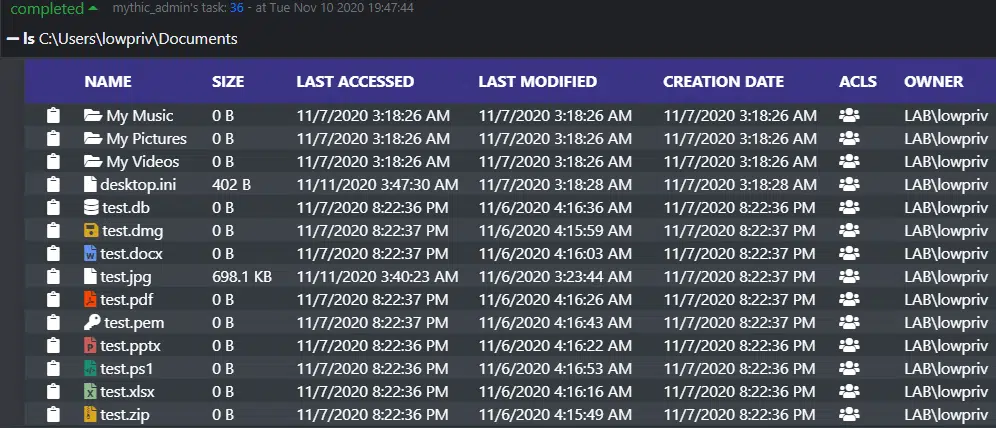 completed mythic_admin's task: 36 - at Tue Nov 10 2020 19:47:44
ls C:\Users\lowpriv\Documents
NAME SIZE LAST ACCESSED LAST MODIFIED CREATION DATE ACLS OWNER
My Music 0 B 11/7/2020 3:18:26 AM 11/7/2020 3:18:26 AM 11/7/2020 3:18:26 AM LAB\lowpriv
My Pictures 0 B 11/7/2020 3:18:26 AM 11/7/2020 3:18:26 AM 11/7/2020 3:18:26 AM LAB\lowpriv
My Videos 0 B 11/7/2020 3:18:26 AM 11/7/2020 3:18:26 AM 11/7/2020 3:18:26 AM LAB\lowpriv
desktop.ini 402 B 11/11/2020 3:47:30 AM 11/7/2020 3:18:28 AM 11/7/2020 3:18:28 AM LAB\lowpriv
test.db 0 B 11/7/2020 8:22:36 PM 11/6/2020 4:16:36 AM 11/7/2020 8:22:36 PM LAB\lowpriv
test.dmg 0 B 11/7/2020 8:22:37 PM 11/6/2020 4:15:59 AM 11/7/2020 8:22:37 PM LAB\lowpriv
test.docx 0 B 11/7/2020 8:22:37 PM 11/6/2020 4:16:03 AM 11/7/2020 8:22:37 PM LAB\lowpriv
test.jpg 698.1 KB 11/11/2020 3:40:23 AM 11/6/2020 3:23:44 AM 11/7/2020 8:22:37 PM LAB\lowpriv
test.pdf 0 B 11/7/2020 8:22:37 PM 11/6/2020 4:16:26 AM 11/7/2020 8:22:37 PM LAB\lowpriv
test.pem 0 B 11/7/2020 8:22:37 PM 11/6/2020 4:16:43 AM 11/7/2020 8:22:37 PM LAB\lowpriv
test.pptx 0 B 11/7/2020 8:22:36 PM 11/6/2020 4:16:22 AM 11/7/2020 8:22:36 PM LAB\lowpriv
test.ps1 0 B 11/7/2020 8:22:36 PM 11/6/2020 4:16:53 AM 11/7/2020 8:22:36 PM LAB\lowpriv
test.xlsx 0 B 11/7/2020 8:22:36 PM 11/6/2020 4:16:16 AM 11/7/2020 8:22:36 PM LAB\lowpriv
test.zip 0 B 11/7/2020 8:22:36 PM 11/6/2020 4:15:49 AM 11/7/2020 8:22:36 PM LAB\lowpriv